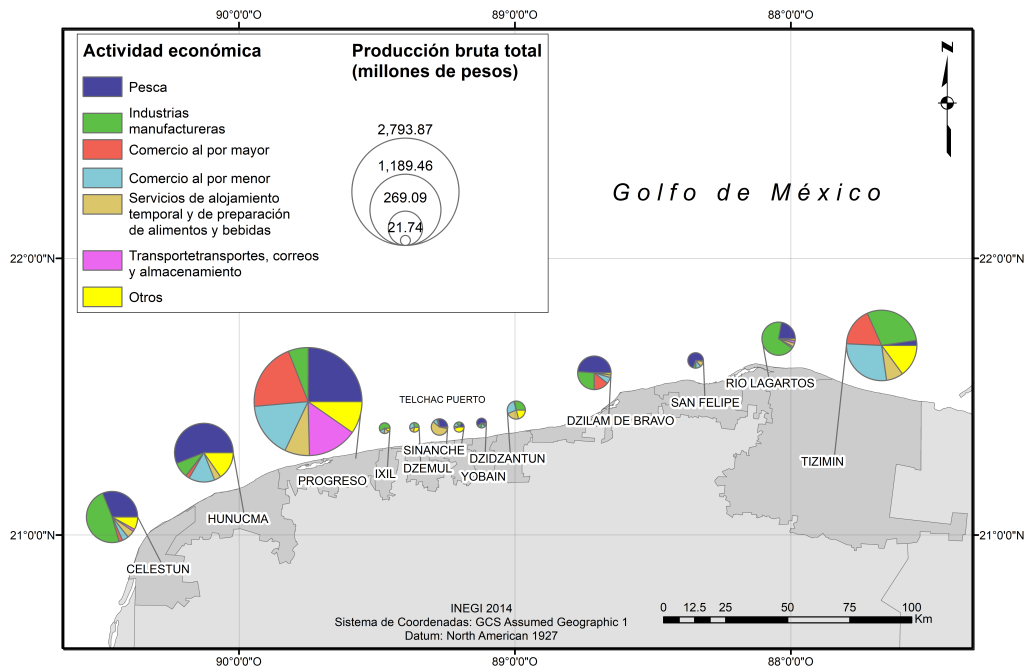 90°0'0"O
89°0'0"O
88°0'0"O
Actividad económica
Pesca
Industrias
manufactureras
Comercio al por mayor
Comercio al por menor
Servicios de alojamiento
temporal y de preparación
de alimentos y bebidas
Transportetransportes, correos
y almacenamiento
Otros
Producción bruta total
(millones de pesos)
2,793.87
1,189.46
269.09
21.74
N
Golfo de México
22°0'0"N
22°0'0"N
TELCHAC PUERTO
RIO LAGARTOS
SAN FELIPE
DZILAM DE BRAVO
SINANCHE
DZIDZANTUN
TIZIMIN
DZEMUL
IXIL
YOBAIN
PROGRESO
HUNUCMA
21°0'0"N
21°0'0"N
CELESTUN
INEGI 2014
Sistema de Coordenadas: GCS Assumed Geographic 1
Datum: North American 1927
0 12.5 25 50 75 100
Km
90°0'0"O
89°0'0"O
88°0'0"O